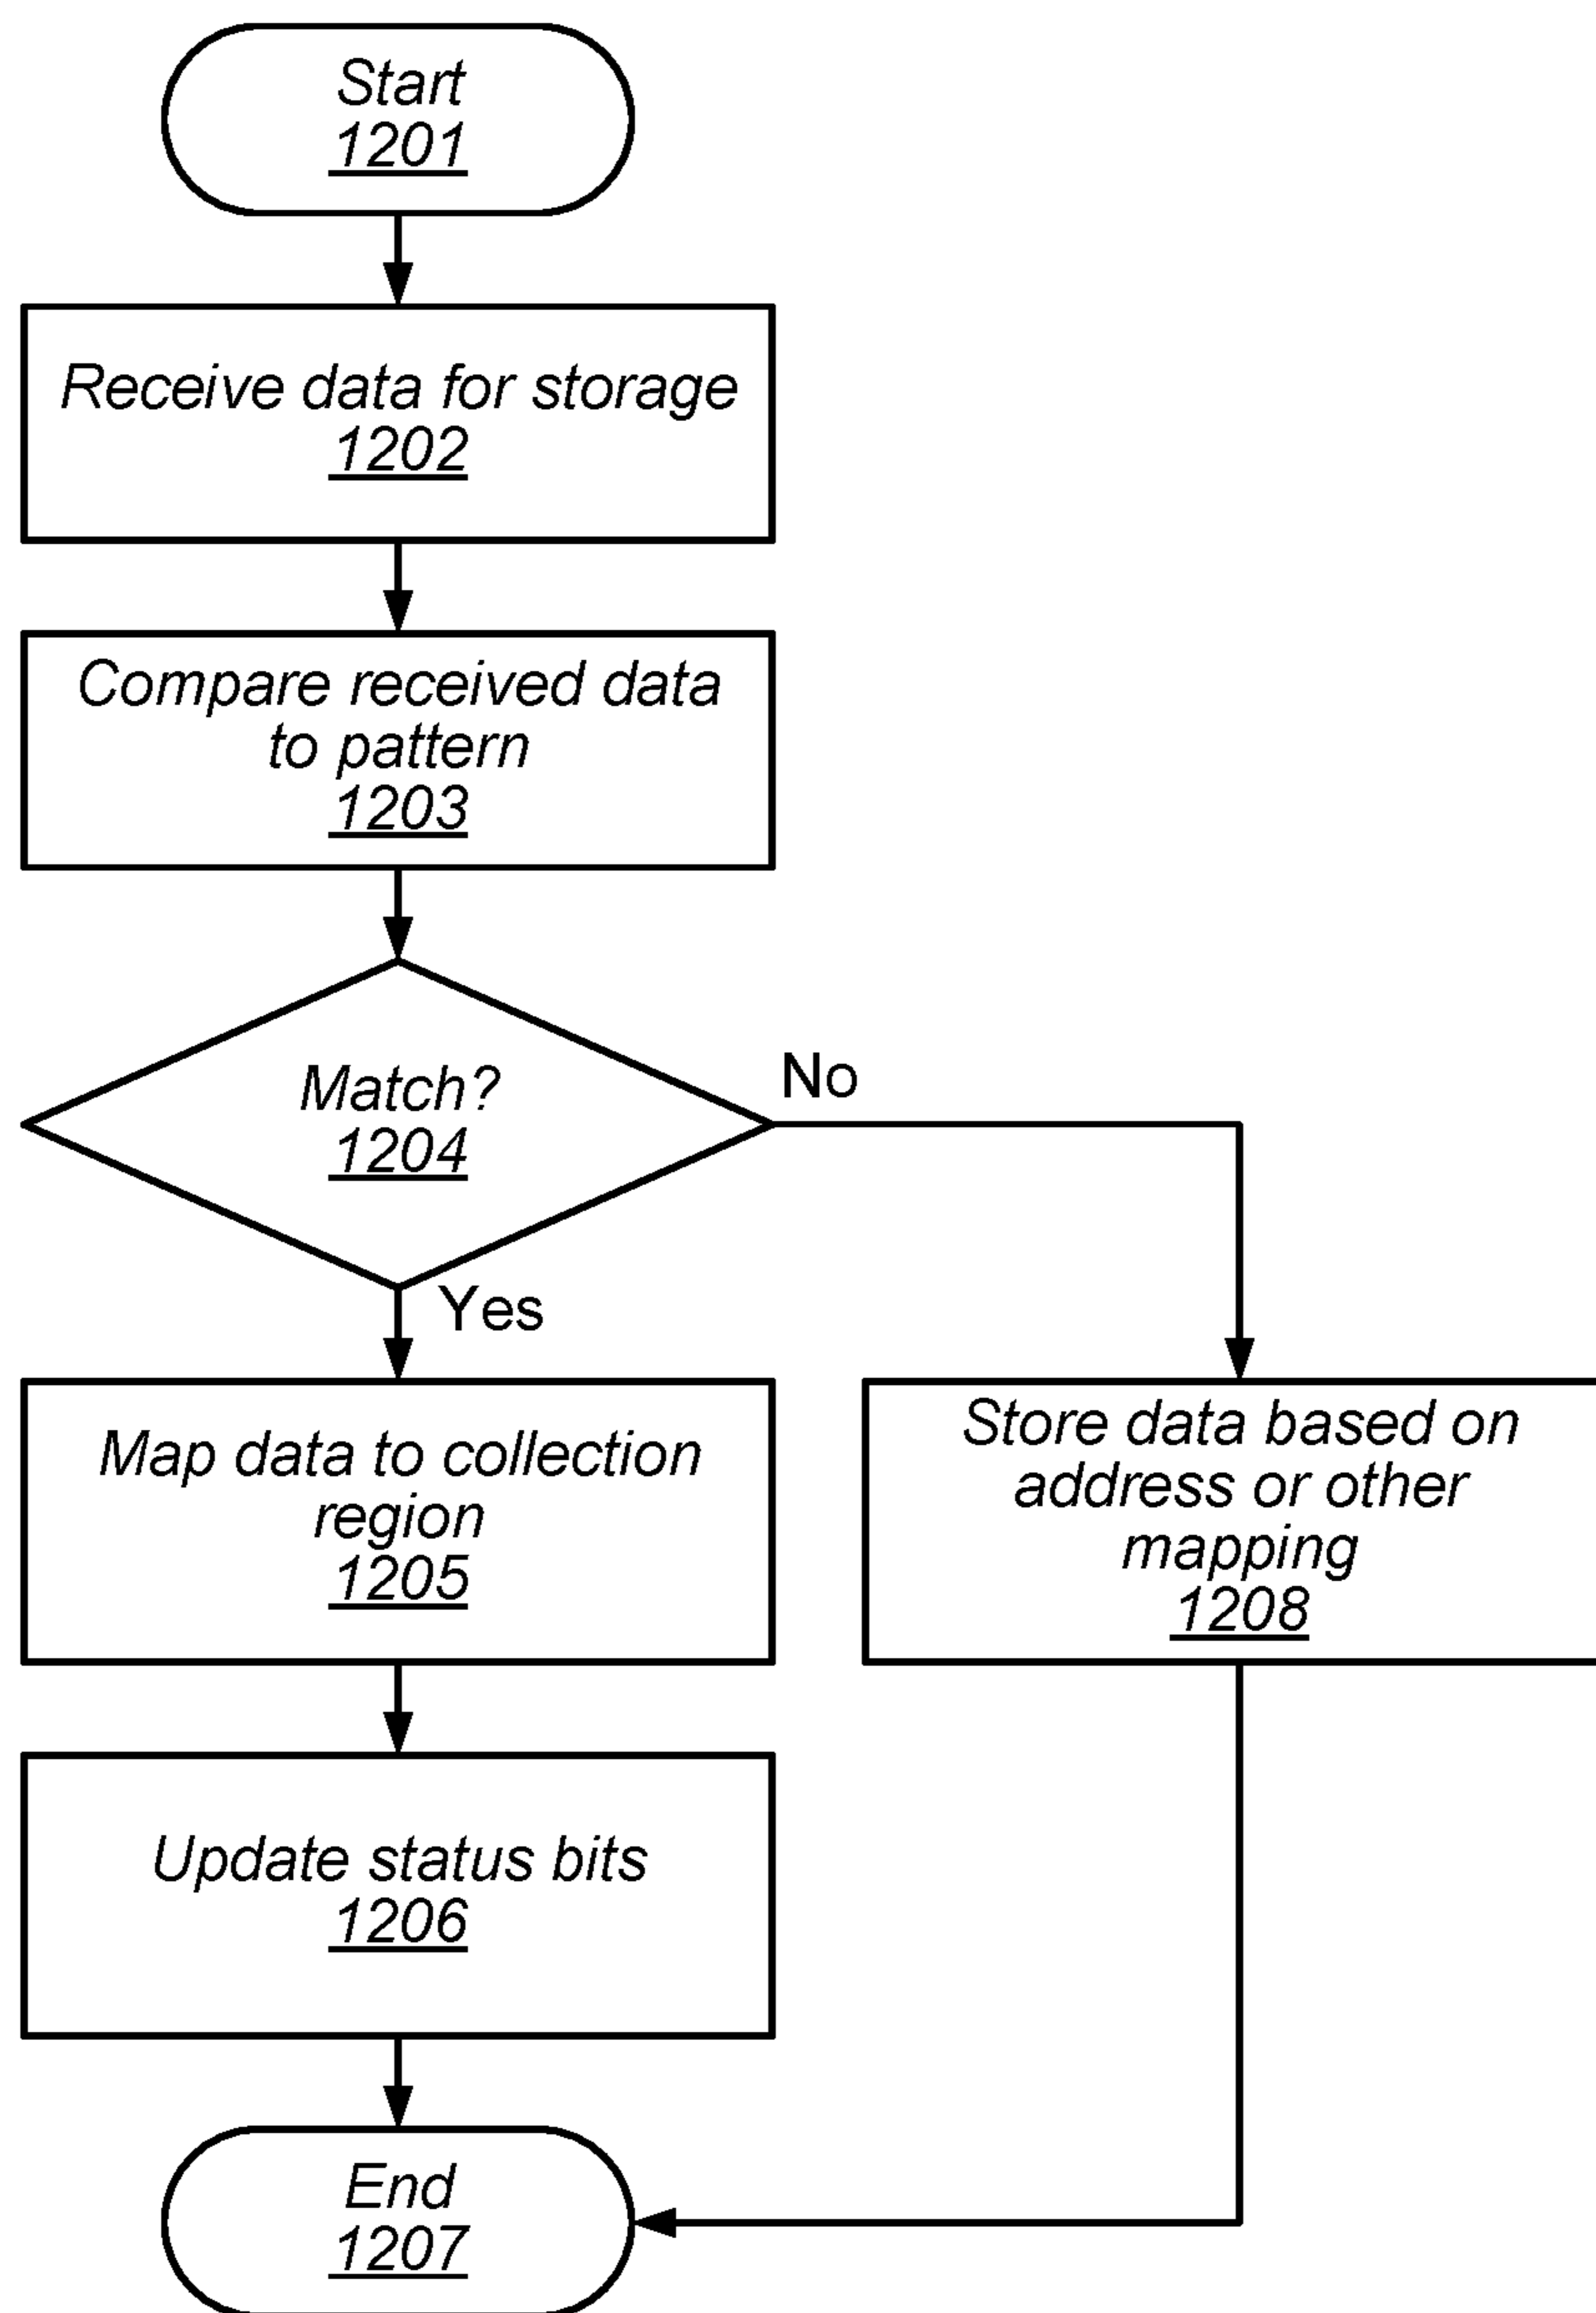 Start
1201
Receive data for storage
1202
Compare received data
to pattern
1203
Match?
1204
No
Yes
Map data to collection
region
1205
Store data based on
address or other
mapping
1208
Update status bits
1206
End
1207